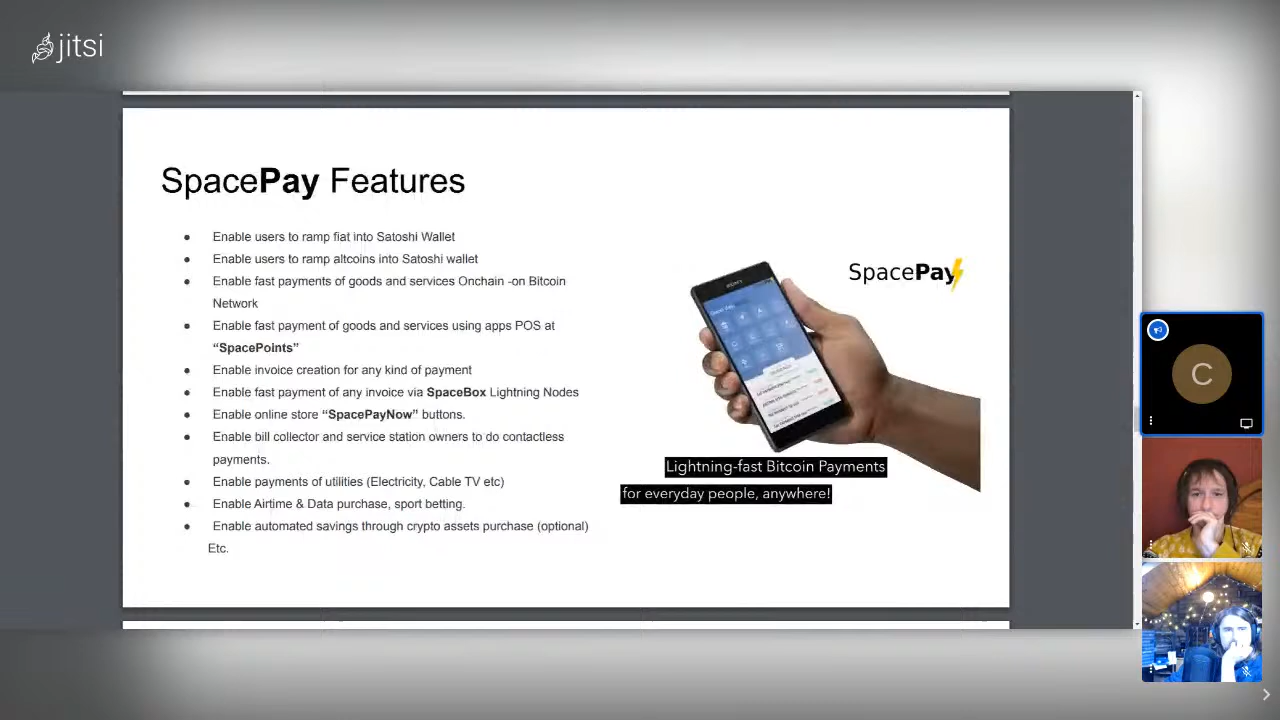 jitsi
SpacePay Features
● Enable users to ramp fiat into Satoshi Wallet
● Enable users to ramp altcoins into Satoshi wallet
● Enable fast payments of goods and services Onchain -on Bitcoin
Network
● Enable fast payment of goods and services using apps POS at
“SpacePoints”
● Enable invoice creation for any kind of payment
● Enable fast payment of any invoice via SpaceBox Lightning Nodes
● Enable online store “SpacePayNow” buttons.
● Enable bill collector and service station owners to do contactless
payments.
● Enable payments of utilities (Electricity, Cable TV etc)
● Enable Airtime & Data purchase, sport betting.
● Enable automated savings through crypto assets purchase (optional)
Etc.
SpacePay
Lightning-fast Bitcoin Payments
for everyday people, anywhere!
C